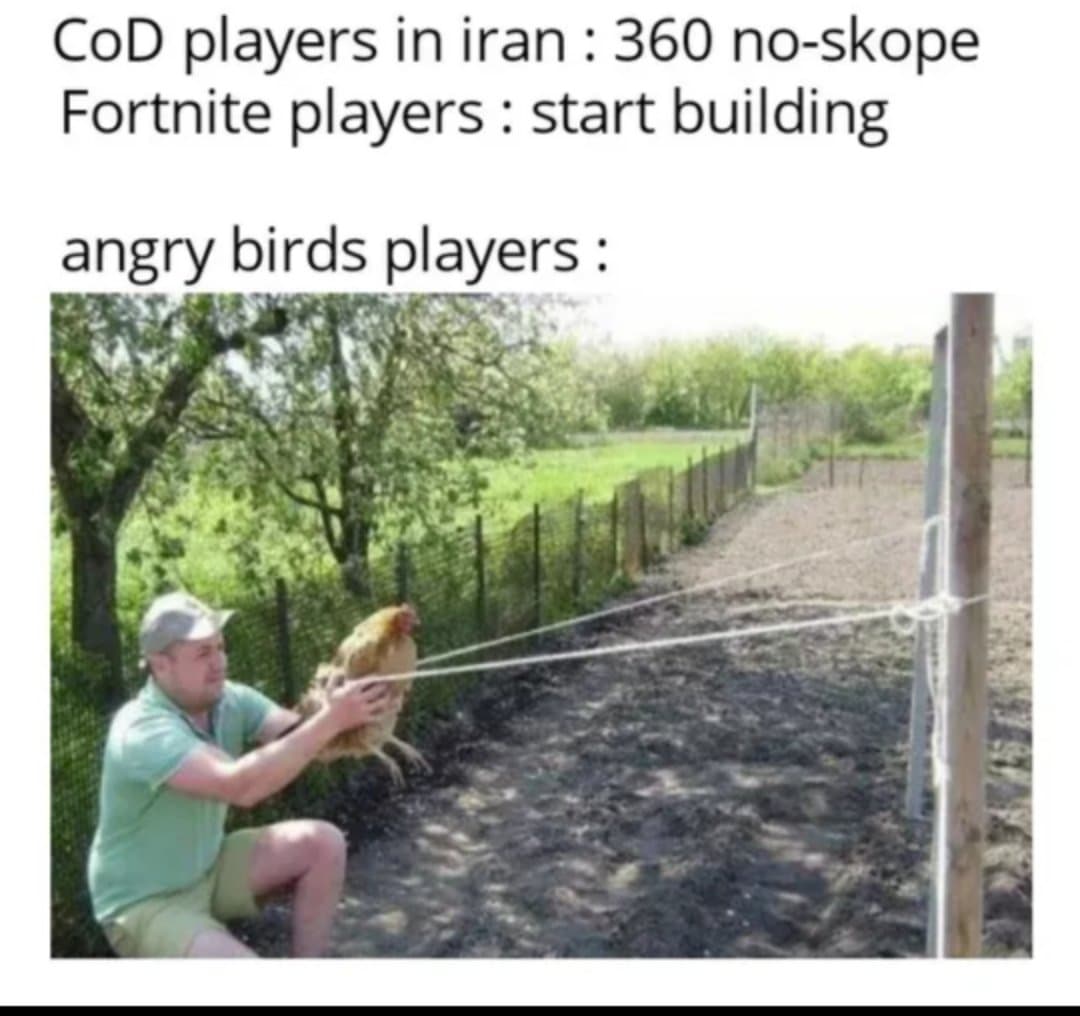 CoD players in iran : 360 no-skope
Fortnite players : start building
angry birds players :